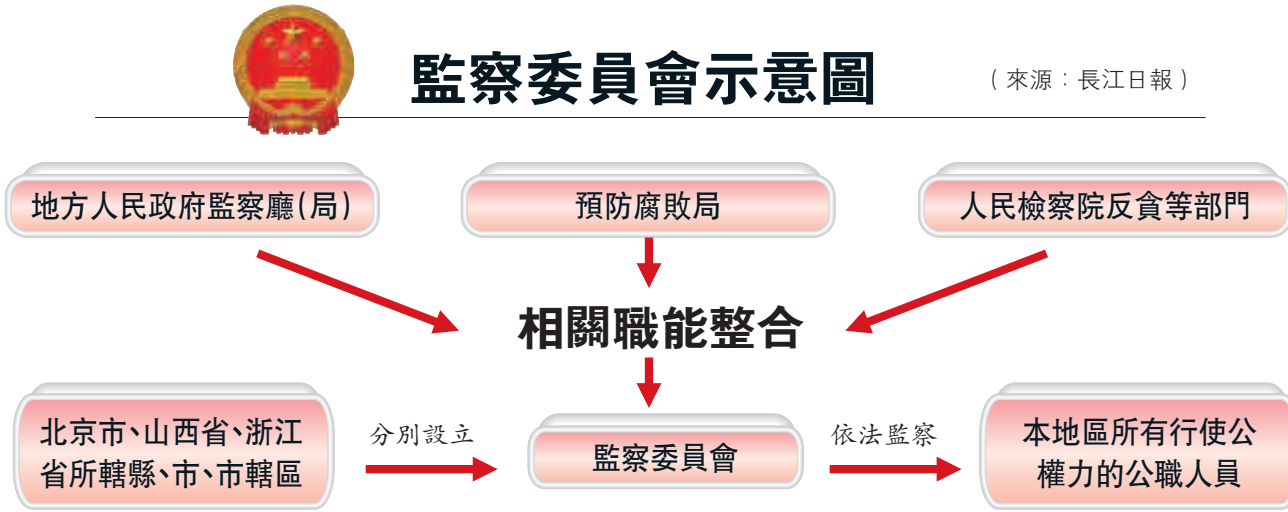 監察委員會示意圖
(來源：長江日報)
地方人民政府監察廳(局)
預防腐敗局
人民檢察院反貪等部門
相關職能整合
北京市、山西省、浙江
省所轄縣、市、市轄區
分別設立
監察委員會
依法監察
本地區所有行使公
權力的公職人員